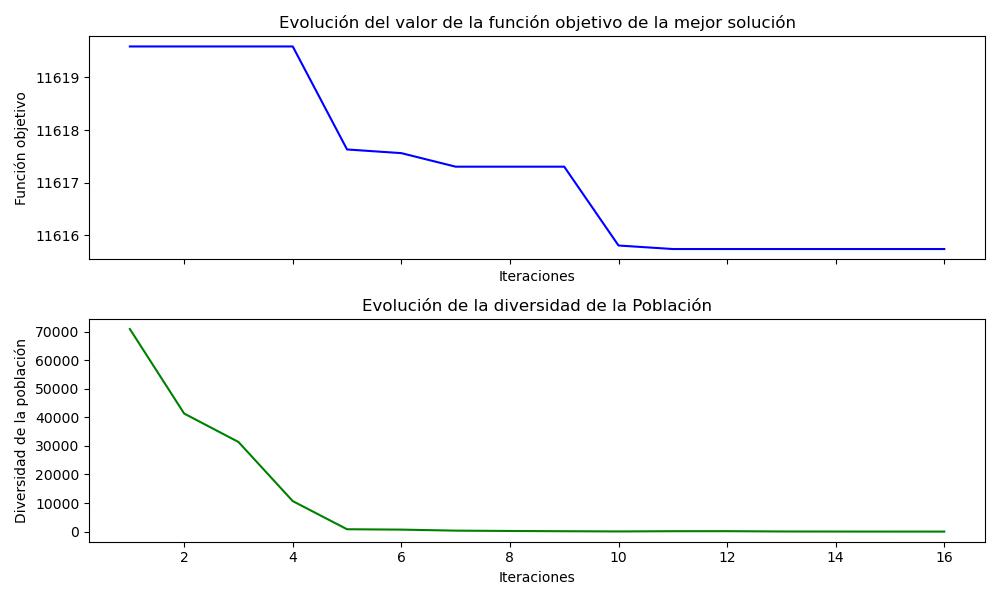 Evolución del valor de la función objetivo de la mejor solución
Función objetivo
11619
11618
11617
11616
Iteraciones
Evolución de la diversidad de la Población
Diversidad de la población
70000
60000
50000
40000
30000
20000
10000
0
2 4 6 8 10 12 14 16
Iteraciones